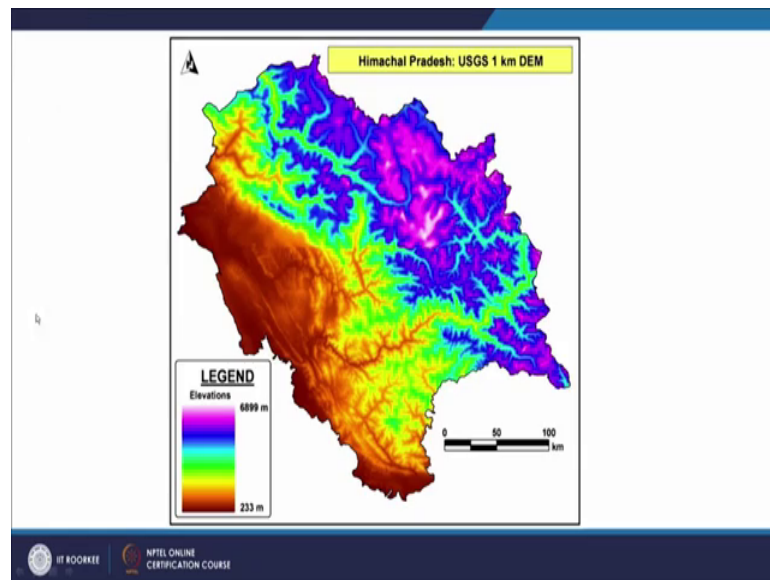 Himachal Pradesh: USGS 1 km DEM
LEGEND
Elevations
6899 m
233 m
0 50 100
km
IIT ROORKEE
NPTEL ONLINE
CERTIFICATION COURSE